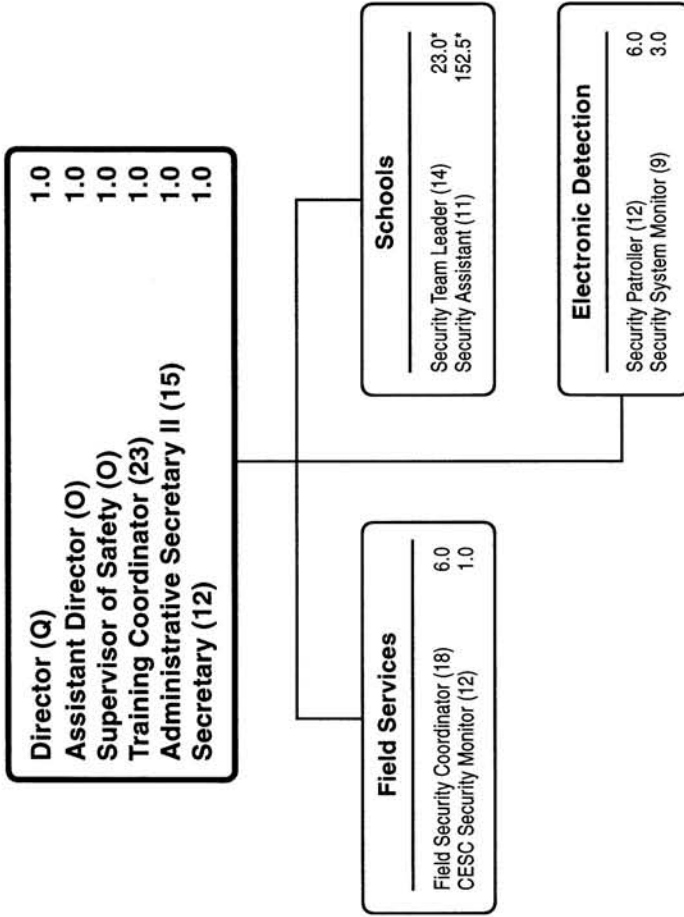 Director (Q) 1.0
Assistant Director (O) 1.0
Supervisor of Safety (O) 1.0
Training Coordinator (23) 1.0
Administrative Secretary II (15) 1.0
Secretary (12) 1.0
Field Services
Field Security Coordinator (18) 6.0
CESC Security Monitor (12) 1.0
Schools
Security Team Leader (14) 23.0*
Security Assistant (11) 152.5*
Electronic Detection
Security Patroller (12) 6.0
Security System Monitor (9) 3.0